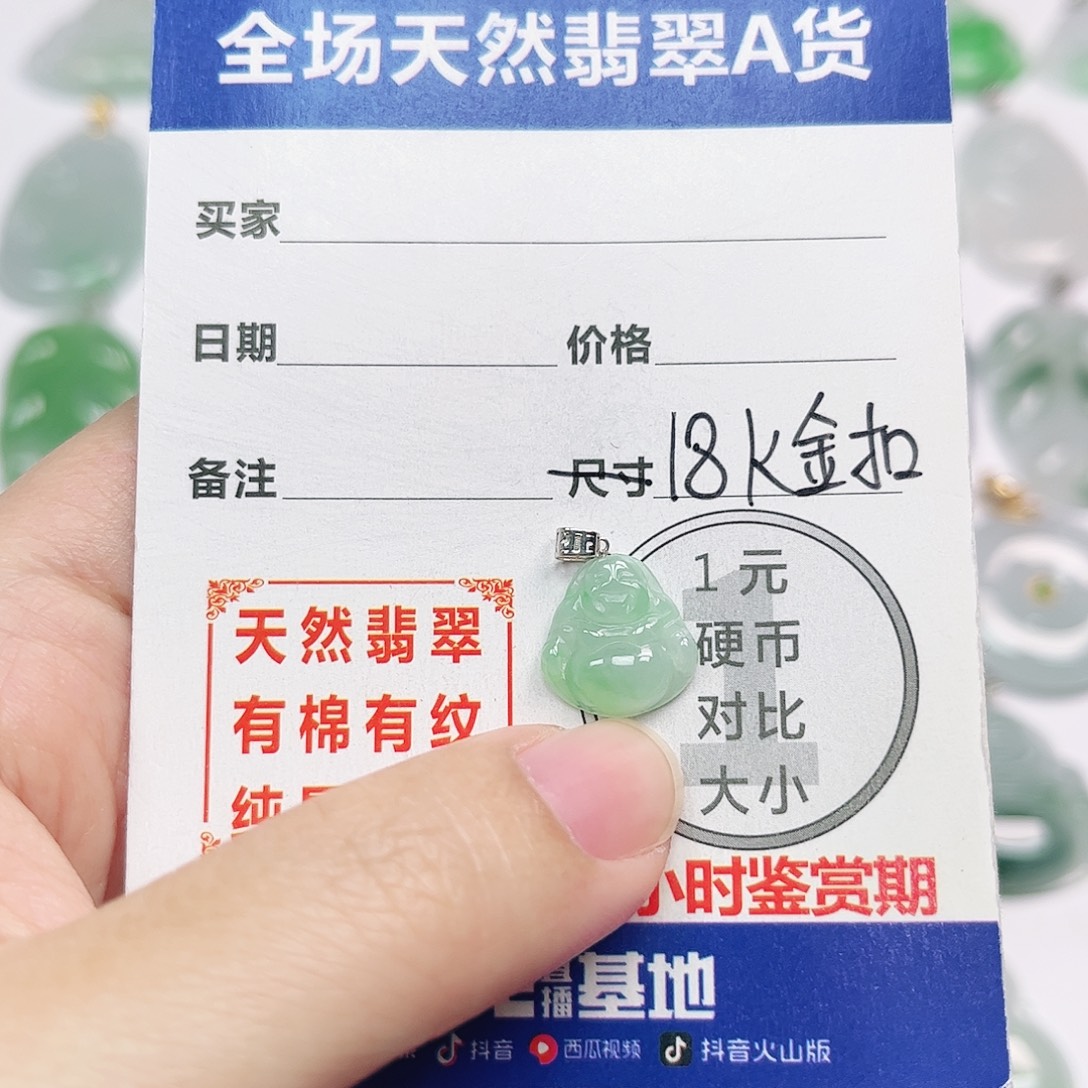 全场天然翡翠A货
买家
日期 价格
备注 尺寸 18K金扣
1元
硬币
对比
大小
天然翡翠
有棉有纹
纯
小时鉴赏期
播基地
抖音 西瓜视频 抖音火山版